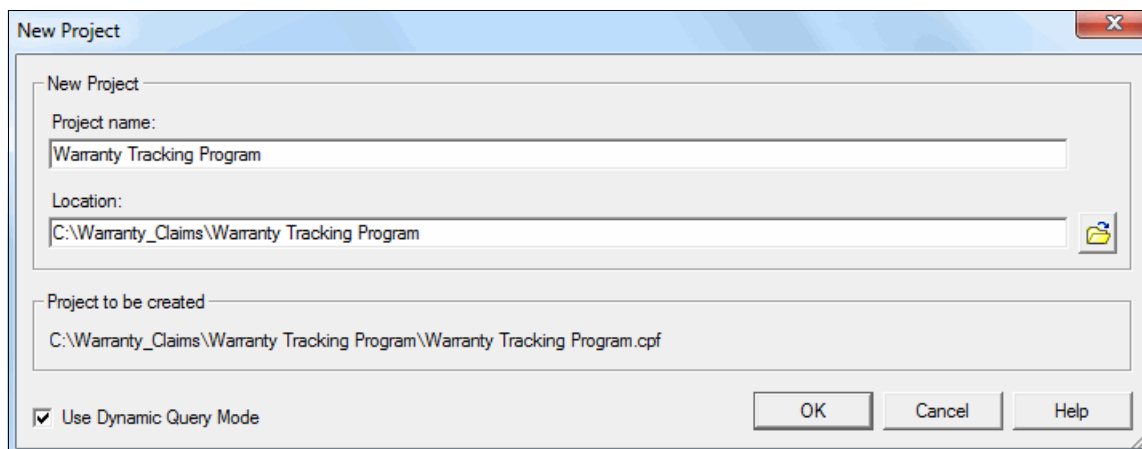 New Project
New Project
Project name:
Warranty Tracking Program
Location:
C:\Warranty_Claims\Warranty Tracking Program
Project to be created
C:\Warranty_Claims\Warranty Tracking Program\Warranty Tracking Program.cpf
Use Dynamic Query Mode
OK
Cancel
Help